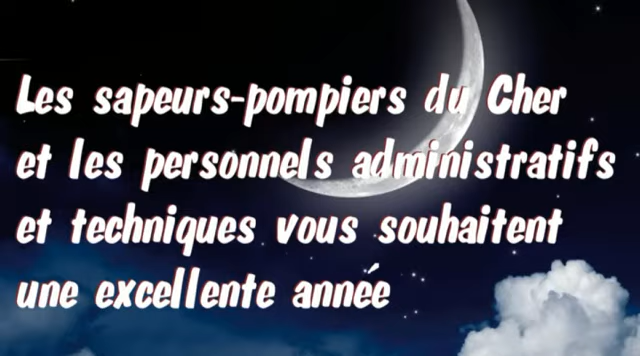 Les sapeurs-pompiers du Cher
et les personnels administratifs
et techniques vous souhaitent
une excellente année